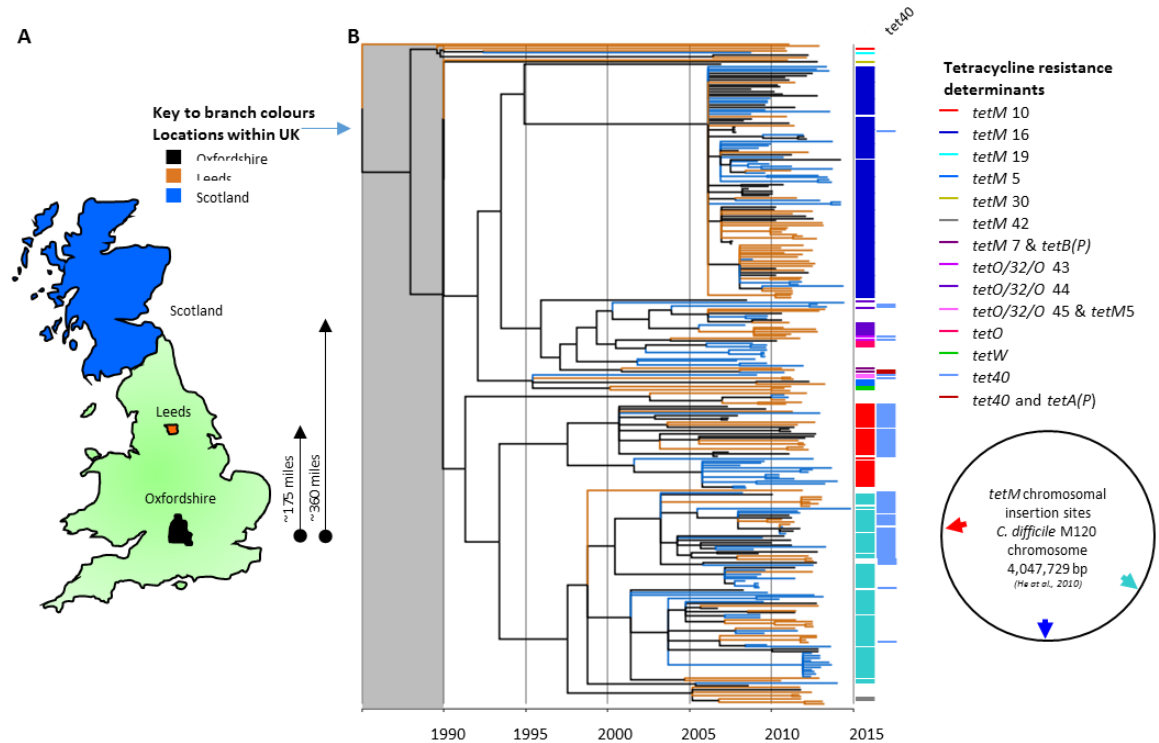 A
B
tet40
Key to branch colours
Locations within UK
Oxfordshire
Leeds
Scotland
Scotland
Leeds
Oxfordshire
~175 miles
~360 miles
1990
1995
2000
2005
2010
2015
Tetracycline resistance
determinants
tetM 10
tetM 16
tetM 19
tetM 5
tetM 30
tetM 42
tetM 7 & tetB(P)
tetO/32/O 43
tetO/32/O 44
tetO/32/O 45 & tetM5
tetO
tetW
tet40
tet40 and tetA(P)
tetM chromosomal
insertion sites
C. difficile M120
chromosome
4,047,729 bp
(He at al., 2010)